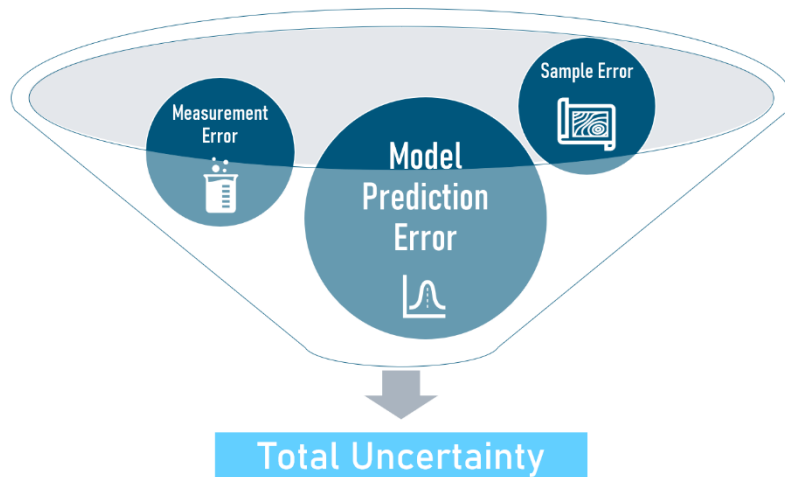 Sample Error
Measurement
Error
Model
Prediction
Error
Total Uncertainty